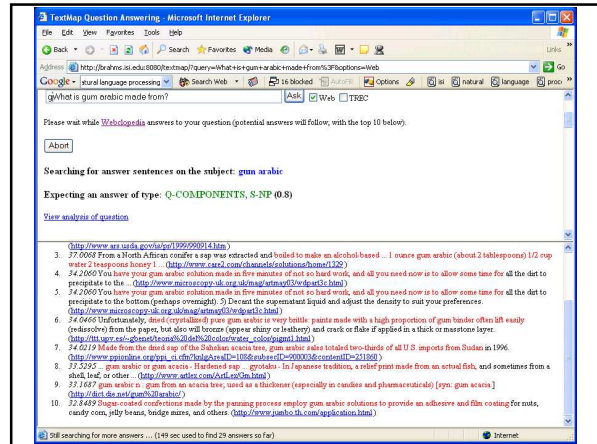 TextMap Question Answering - Microsoft Internet Explorer
File Edit View Favorites Tools Help
Back Search Favorites Media Links
Address http://brahms.isi.edu:8080/textmap/?query=What+is+gum+arabic+made+from%3F&options=Web Go
Google stural language processing Search Web 16 blocked AutoFill Options isi natural language proc
What is gum arabic made from? Ask Web TREC
Please wait while Webclopedia answers to your question (potential answers will follow, with the top 10 below).
Abort
Searching for answer sentences on the subject: gum arabic
Expecting an answer of type: Q-COMPONENTS, S-NP (0.8)
View analysis of question
(http://www.ars.usda.gov/is/pr/1999/990914.htm)
3. 37.0068 From a North African conifer a sap was extracted and boiled to make an alcohol-based ... 1 ounce gum arabic (about 2 tablespoons) 1/2 cup
water 2 teaspoons honey 1 ... (http://www.care2.com/channels/solutions/home/1329)
4. 34.2060 You have your gum arabic solution made in five minutes of not so hard work, and all you need now is to allow some time for all the dirt to
precipitate to the ... (http://www.microscopy-uk.org.uk/mag/artmay03/wdpart3c.html)
5. 34.2060 You have your gum arabic solution made in five minutes of not so hard work, and all you need now is to allow some time for all the dirt to
precipitate to the bottom (perhaps overnight). 5) Decant the supernatant liquid and adjust the density to suit your preferences.
(http://www.microscopy-uk.org.uk/mag/artmay03/wdpart3c.html)
6. 34.0466 Unfortunately, dried (crystallized) pure gum arabic is very brittle: paints made with a high proportion of gum binder often lift easily
(redissolve) from the paper, but also will bronze (appear shiny or leathery) and crack or flake if applied in a thick or masstone layer.
(http://ttt.upv.es/~gbenet/teoria%20del%20color/water_color/pigmt1.html)
7. 34.0219 Made from the dried sap of the Sahelian acacia tree, gum arabic sales totaled two-thirds of all U.S. imports from Sudan in 1996.
(http://www.ppionline.org/ppi_ci.cfm?knlgAreaID=108&subsecID=900003&contentID=251860)
8. 33.5295 ... gum arabic or gum acacia - Hardened sap ... gyotaku - In Japanese tradition, a relief print made from an actual fish, and sometimes from a
shell, leaf, or other ... (http://www.artlex.com/ArtLex/Gm.html)
9. 33.1687 gum arabic n : gum from an acacia tree; used as a thickener (especially in candies and pharmaceuticals) [syn: gum acacia]
(http://dict.die.net/gum%20arabic/)
10. 32.8489 Sugar-coated confections made by the panning process employ gum arabic solutions to provide an adhesive and film coating for nuts,
candy corn, jelly beans, bridge mixes, and others. (http://www.jumbo.th.com/application.html)
Still searching for more answers ... (149 sec used to find 29 answers so far) Internet